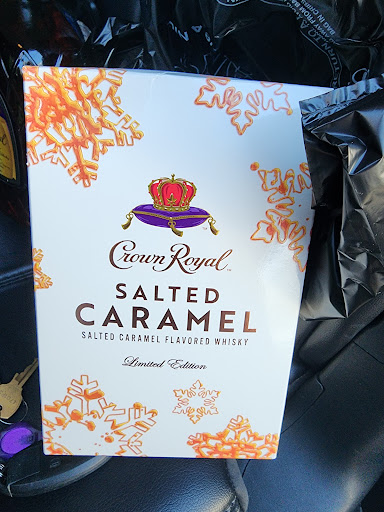 Crown Royal
SALTED
CARAMEL
SALTED CARAMEL FLAVORED WHISKY
Limited Edition